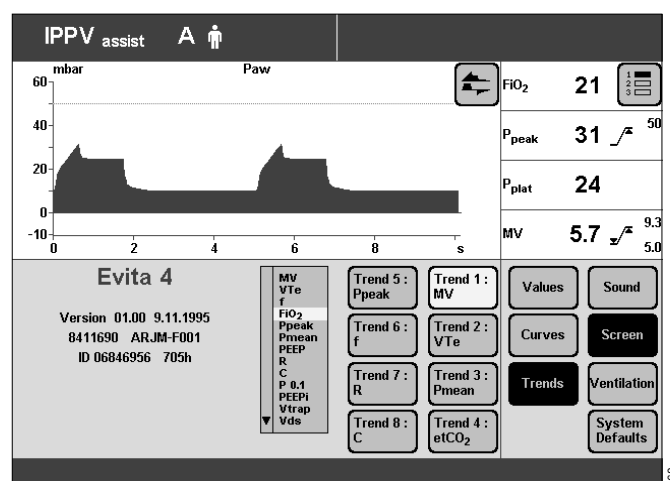 IPPV assist A
mbar Paw
60
40
20
0
-10
0 2 4 6 8 s
FiO2 21
1
2
3
Ppeak 31 50
Pplat 24
MV 5.7 9.3
5.0
Evita 4
Version 01.00 9.11.1995
8411690 ARJM-F001
ID 06846956 705h
MV
VTe
f
FiO2
Ppeak
Pmean
PEEP
R
C
P 0.1
PEEPi
Vtrap
Vds
Trend 5 :
Ppeak
Trend 1 :
MV
Trend 6 :
f
Trend 2 :
VTe
Trend 7 :
R
Trend 3 :
Pmean
Trend 8 :
C
Trend 4 :
etCO2
Values
Sound
Curves
Screen
Trends
Ventilation
System
Defaults